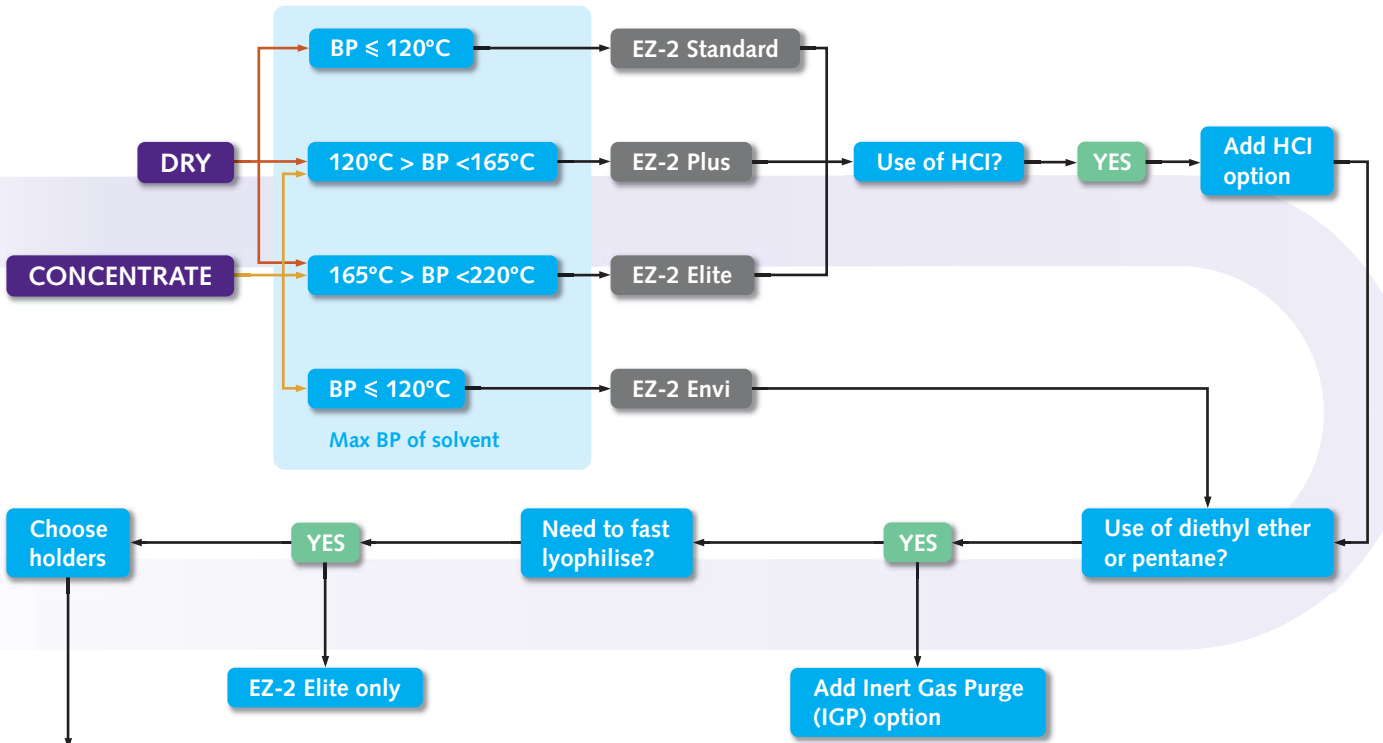 BP ⩽ 120°C
EZ-2 Standard
DRY
120°C > BP <165°C
EZ-2 Plus
Use of HCl?
YES
Add HCl
option
CONCENTRATE
165°C > BP <220°C
EZ-2 Elite
BP ⩽ 120°C
EZ-2 Envi
Max BP of solvent
Choose
holders
YES
Need to fast
lyophilise?
YES
Use of diethyl ether
or pentane?
EZ-2 Elite only
Add Inert Gas Purge
(IGP) option